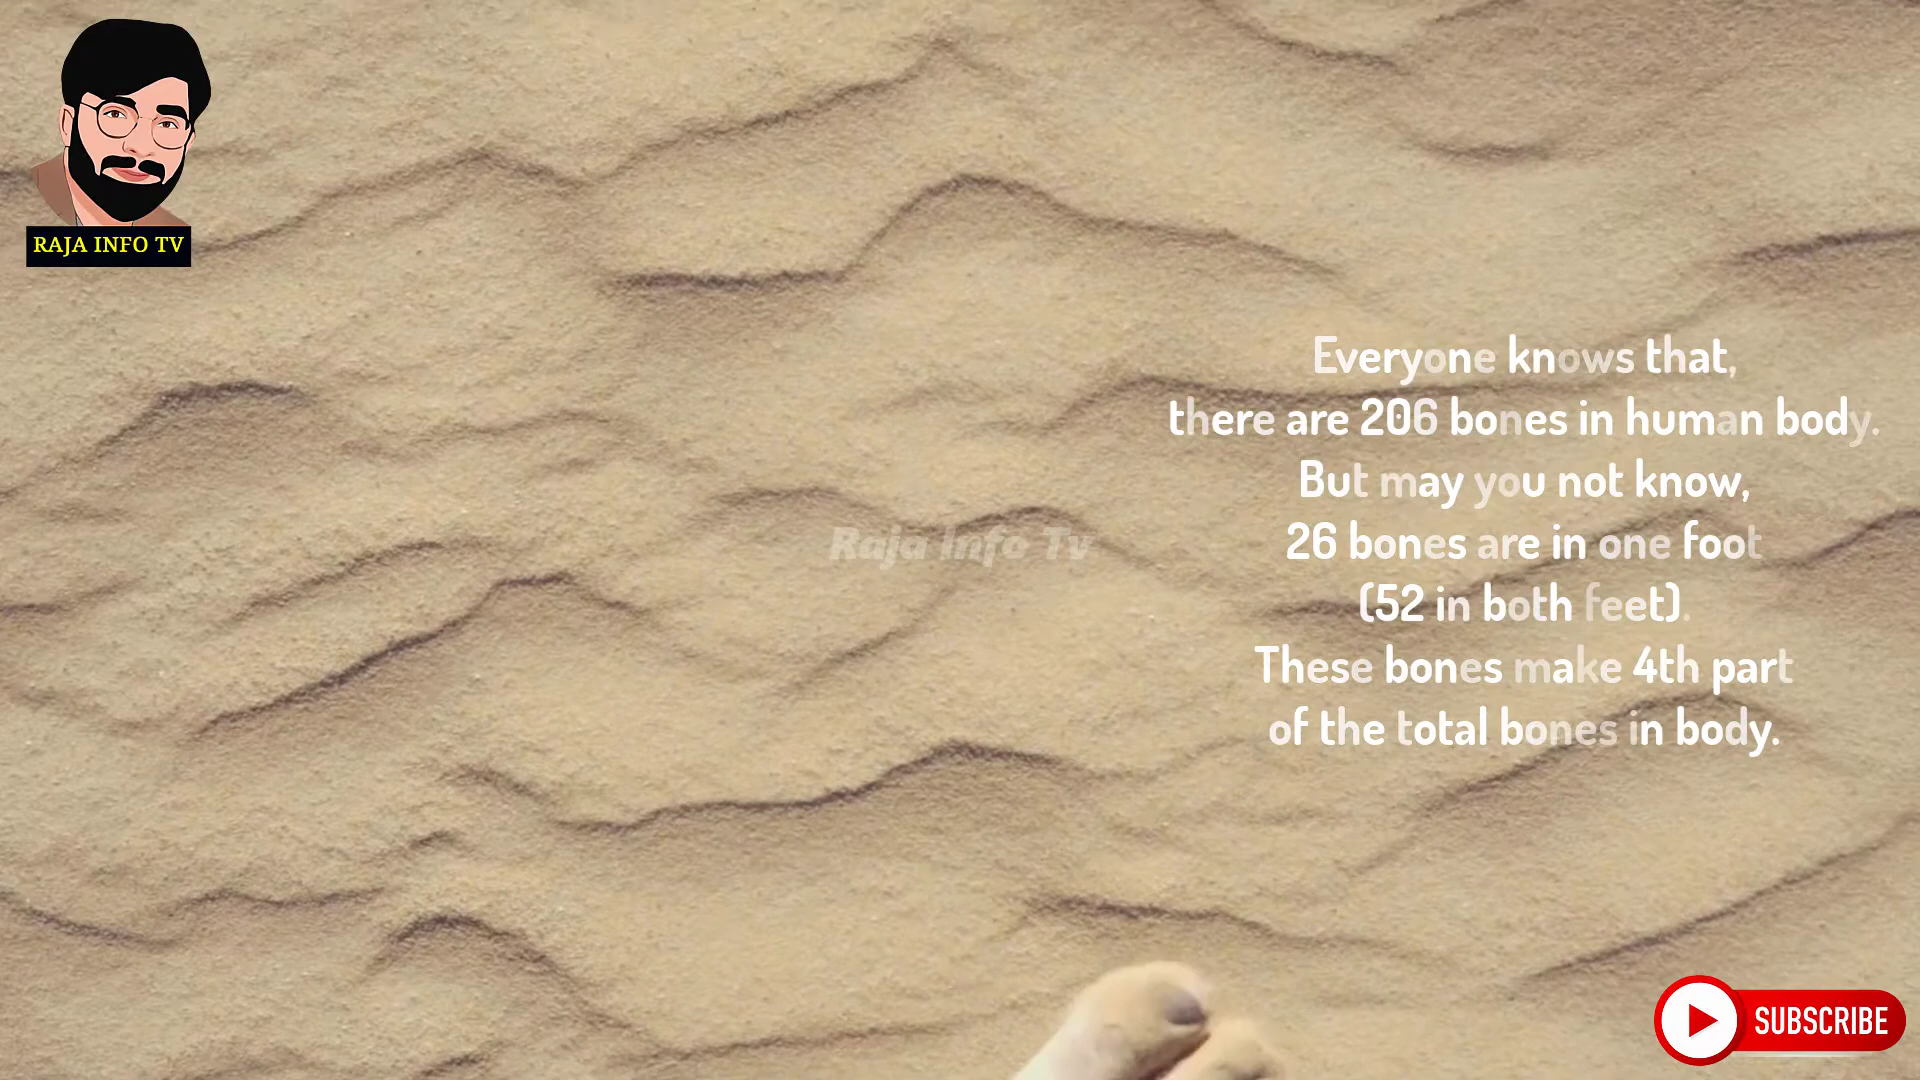 RAJA INFO TV
Everyone knows that,
there are 206 bones in human body.
But may you not know,
26 bones are in one foot
(52 in both feet).
These bones make 4th part
of the total bones in body.
Raja Info Tv
SUBSCRIBE